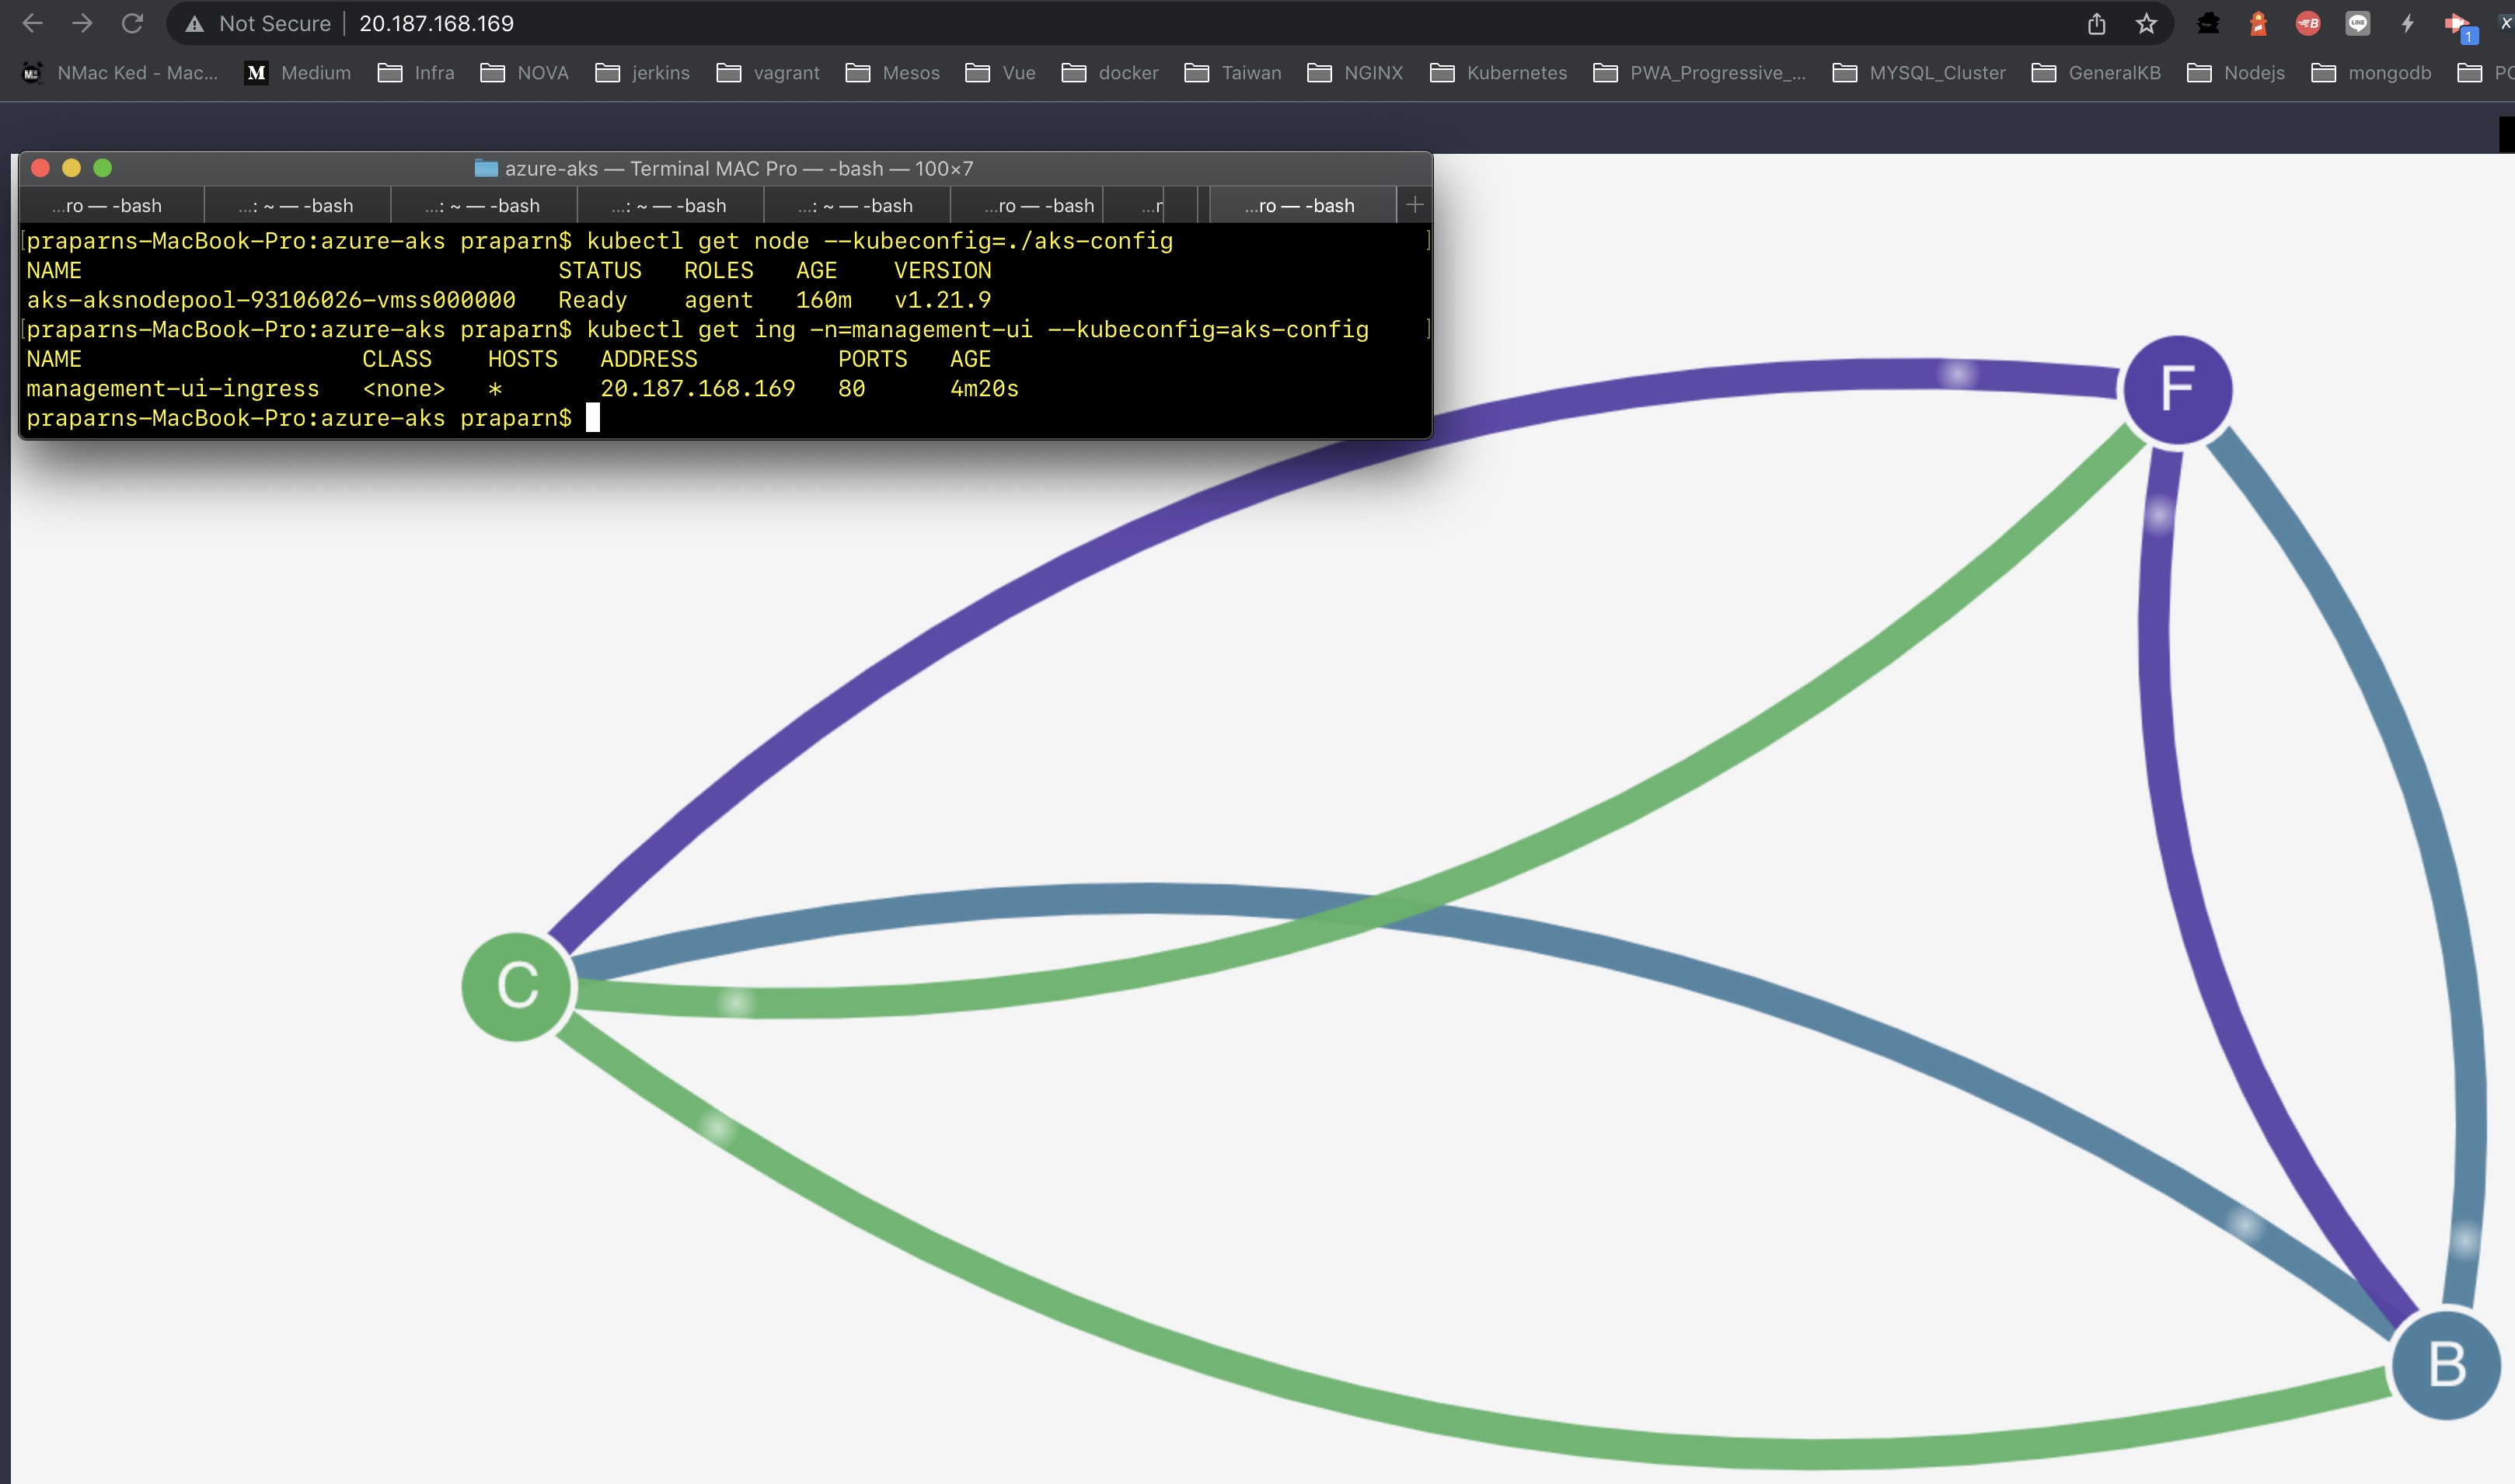 Not Secure | 20.187.168.169
NMac Ked - Mac... Medium Infra NOVA jerkins vagrant Mesos Vue docker Taiwan NGINX Kubernetes PWA_Progressive_... MYSQL_Cluster GeneralKB Nodejs mongodb
azure-aks — Terminal MAC Pro — -bash — 100×7
...ro — -bash ...: ~ — -bash ...: ~ — -bash ...: ~ — -bash ...: ~ — -bash ...ro — -bash ...ro — -bash
praparns-MacBook-Pro:azure-aks praparn$ kubectl get node --kubeconfig=./aks-config
NAME STATUS ROLES AGE VERSION
aks-aksnodepool-93106026-vmss000000 Ready agent 160m v1.21.9
praparns-MacBook-Pro:azure-aks praparn$ kubectl get ing -n=management-ui --kubeconfig=aks-config
NAME CLASS HOSTS ADDRESS PORTS AGE
management-ui-ingress <none> * 20.187.168.169 80 4m20s
praparns-MacBook-Pro:azure-aks praparn$
F
C
B